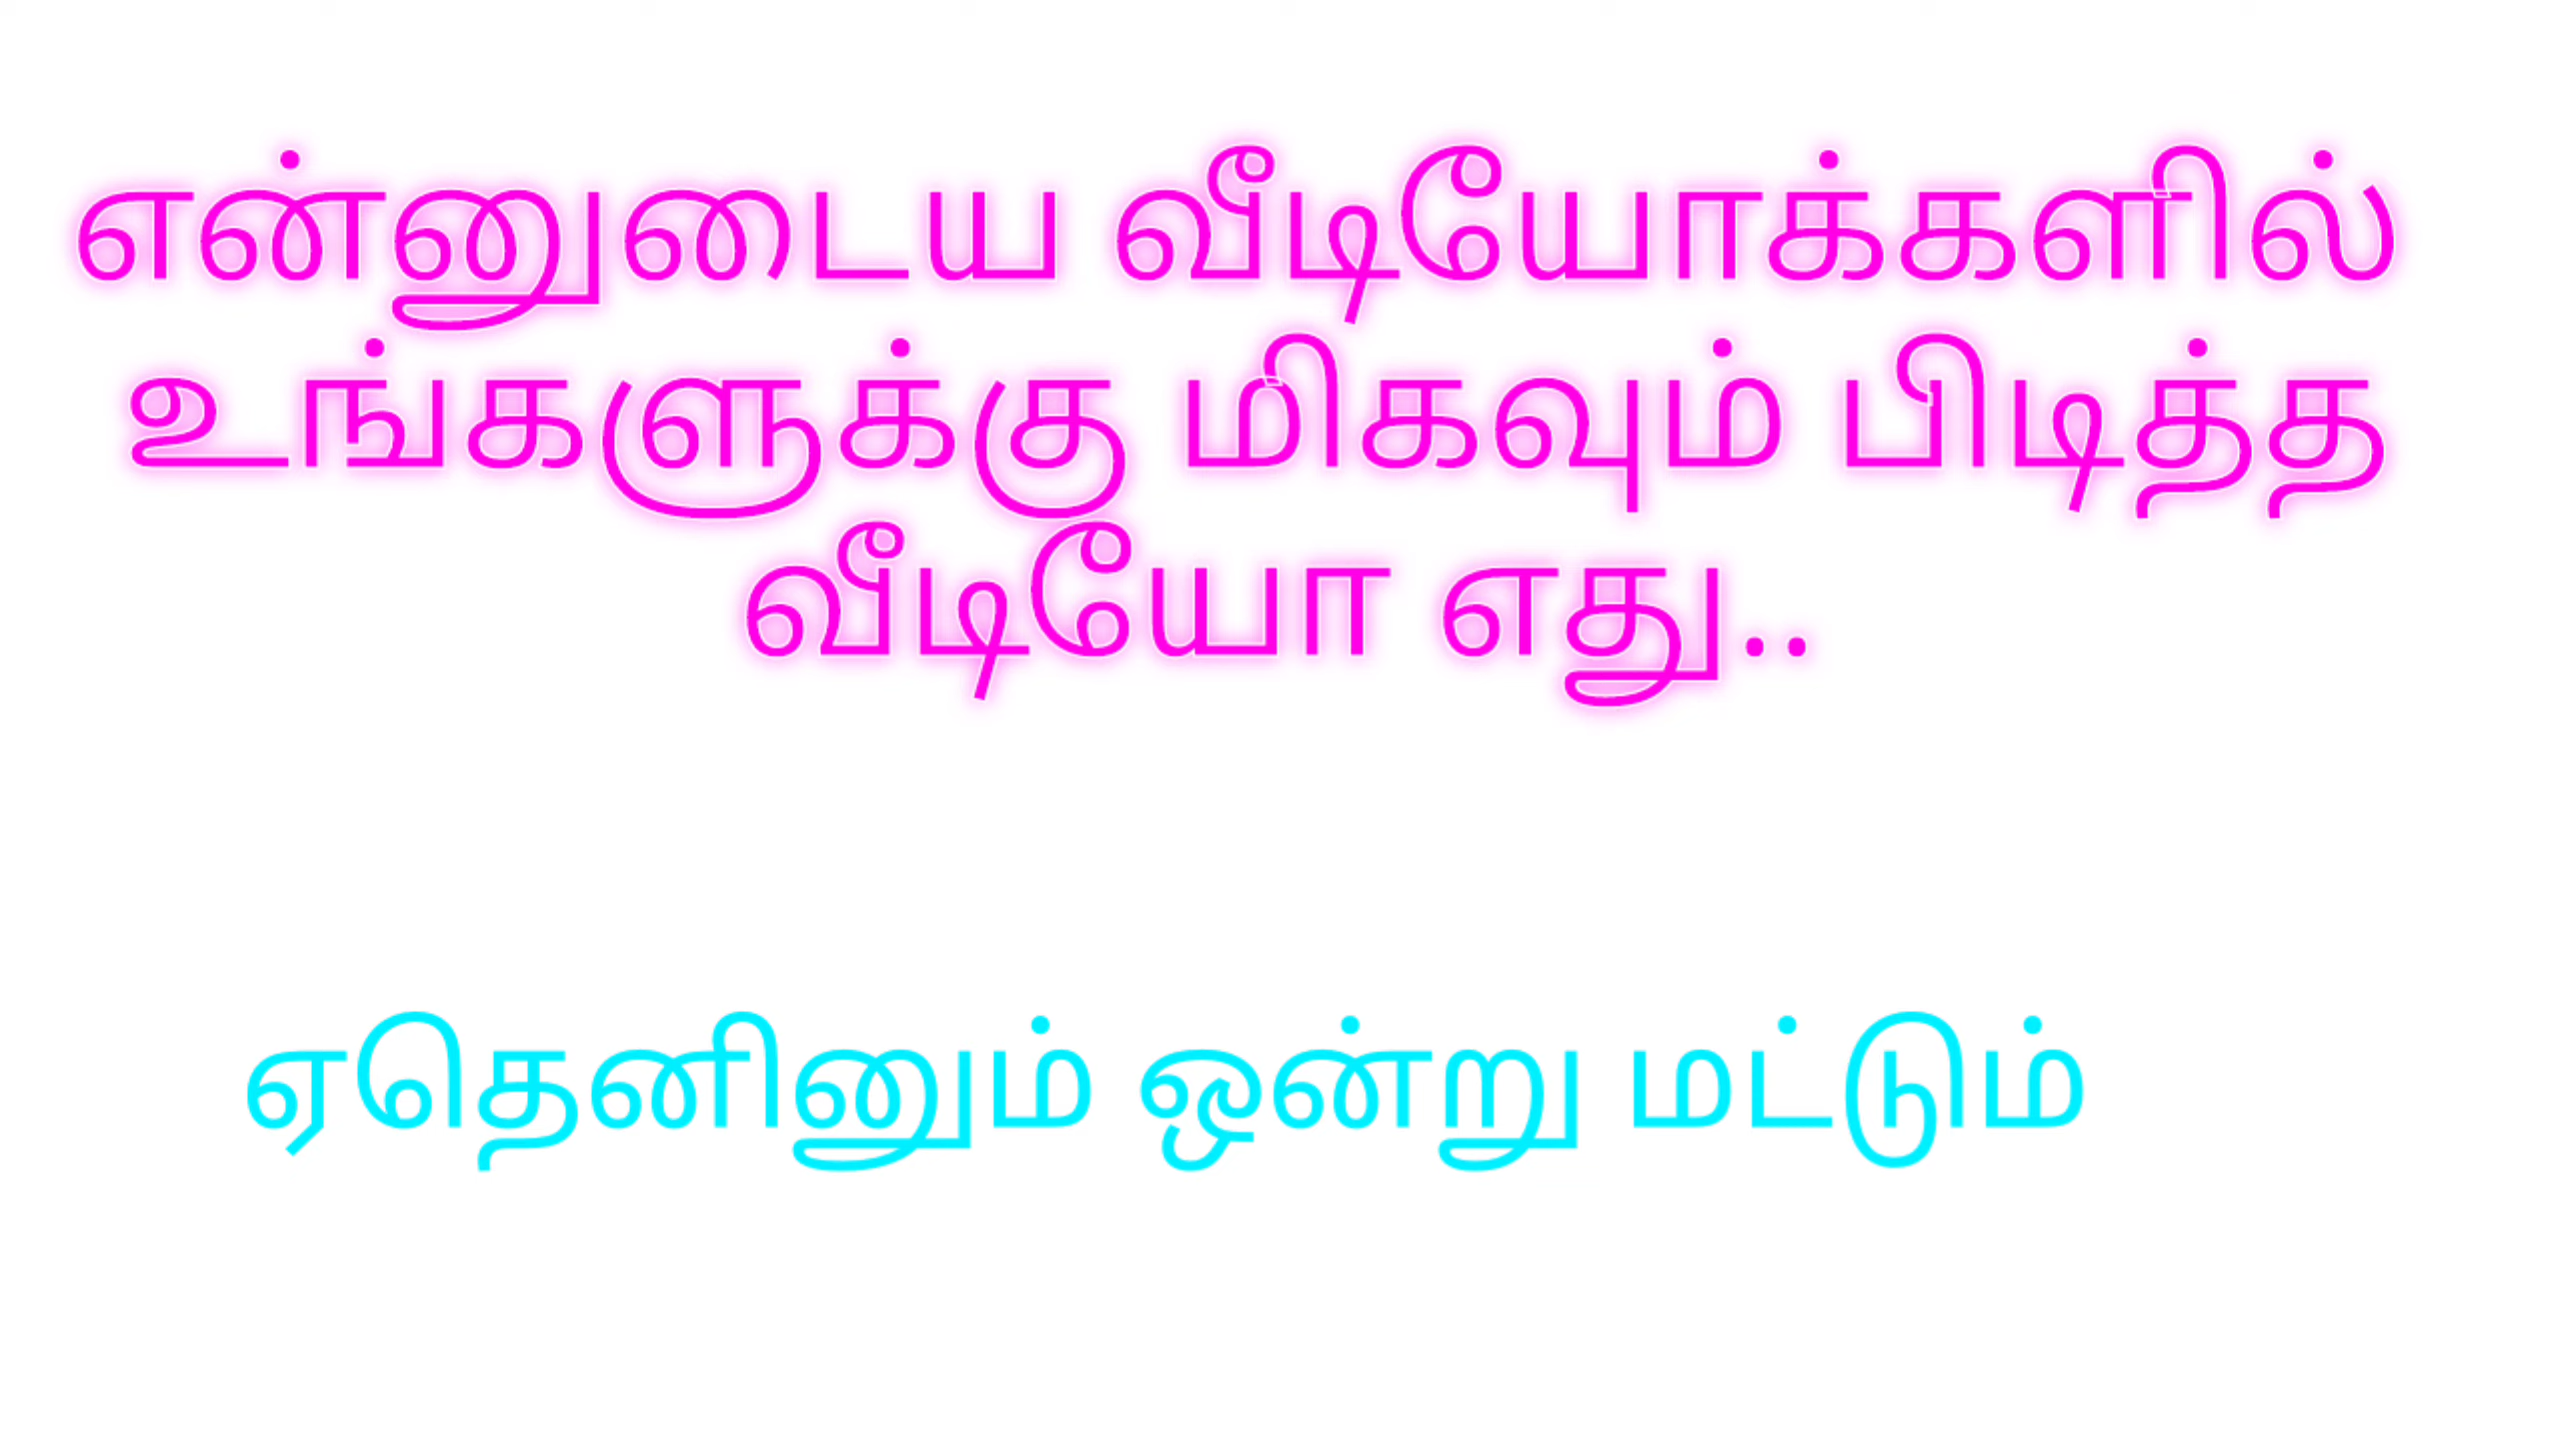 என்னுடைய வீடியோக்களில்
உங்களுக்கு மிகவும் பிடித்த
வீடியோ எது..
ஏதெனினும் ஒன்று மட்டும்